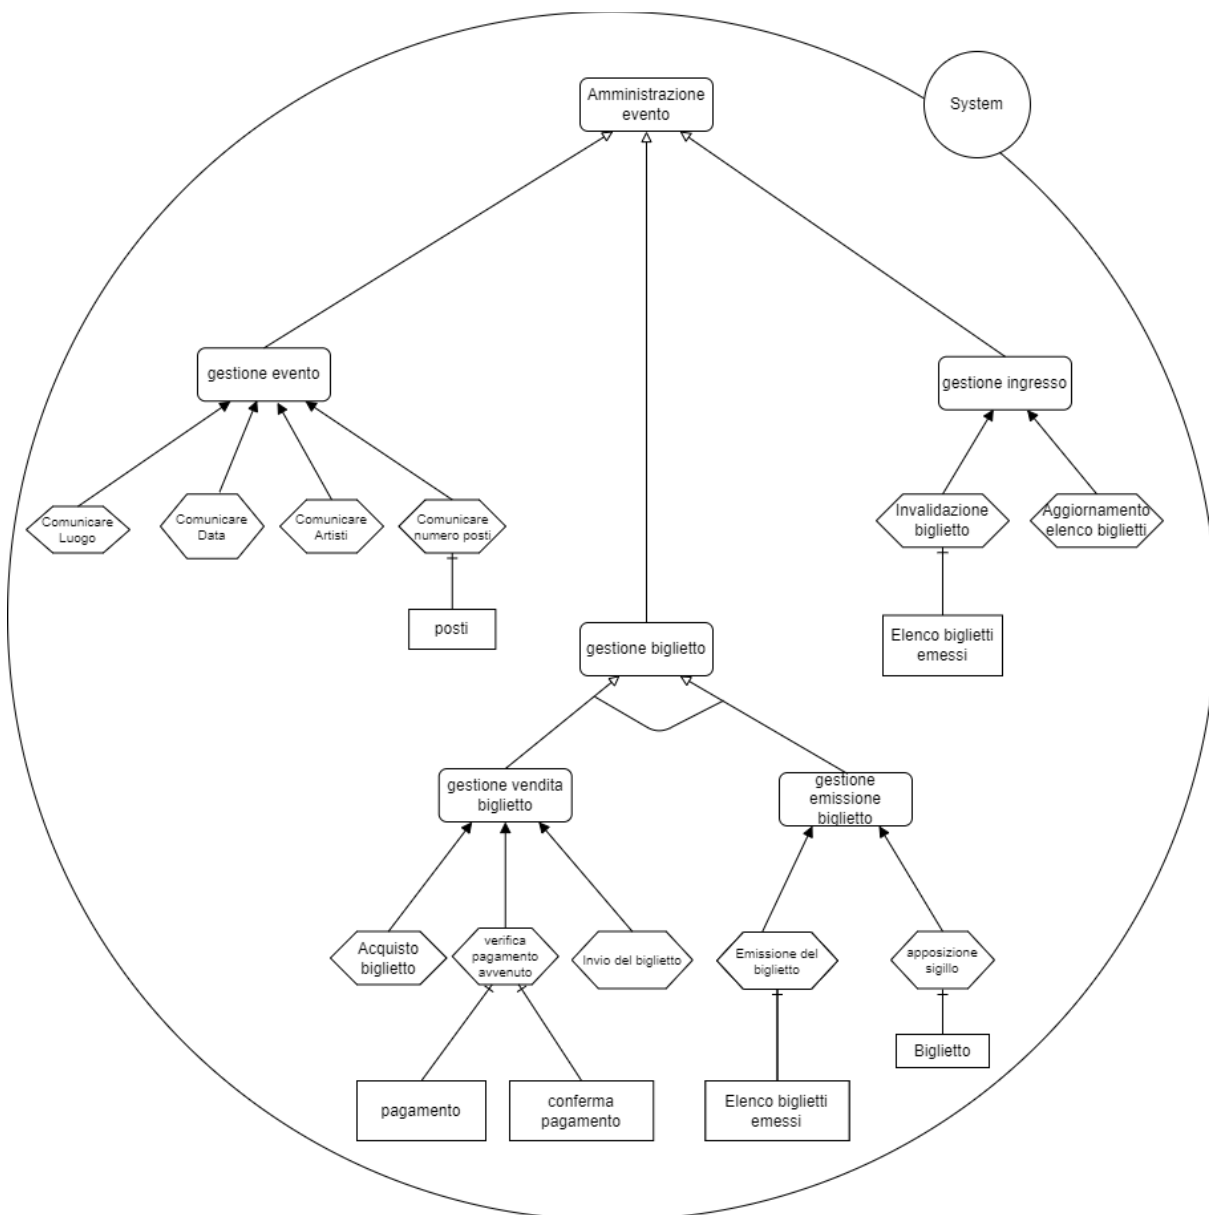 Amministrazione
evento
System
gestione evento
gestione ingresso
Comunicare
Luogo
Comunicare
Data
Comunicare
Artisti
Comunicare
numero posti
Invalidazione
biglietto
Aggiornamento
elenco biglietti
posti
Elenco biglietti
emessi
gestione biglietto
gestione vendita
biglietto
gestione
emissione
biglietto
Acquisto
biglietto
verifica
pagamento
avvenuto
Invio del biglietto
Emissione del
biglietto
apposizione
sigillo
Biglietto
pagamento
conferma
pagamento
Elenco biglietti
emessi